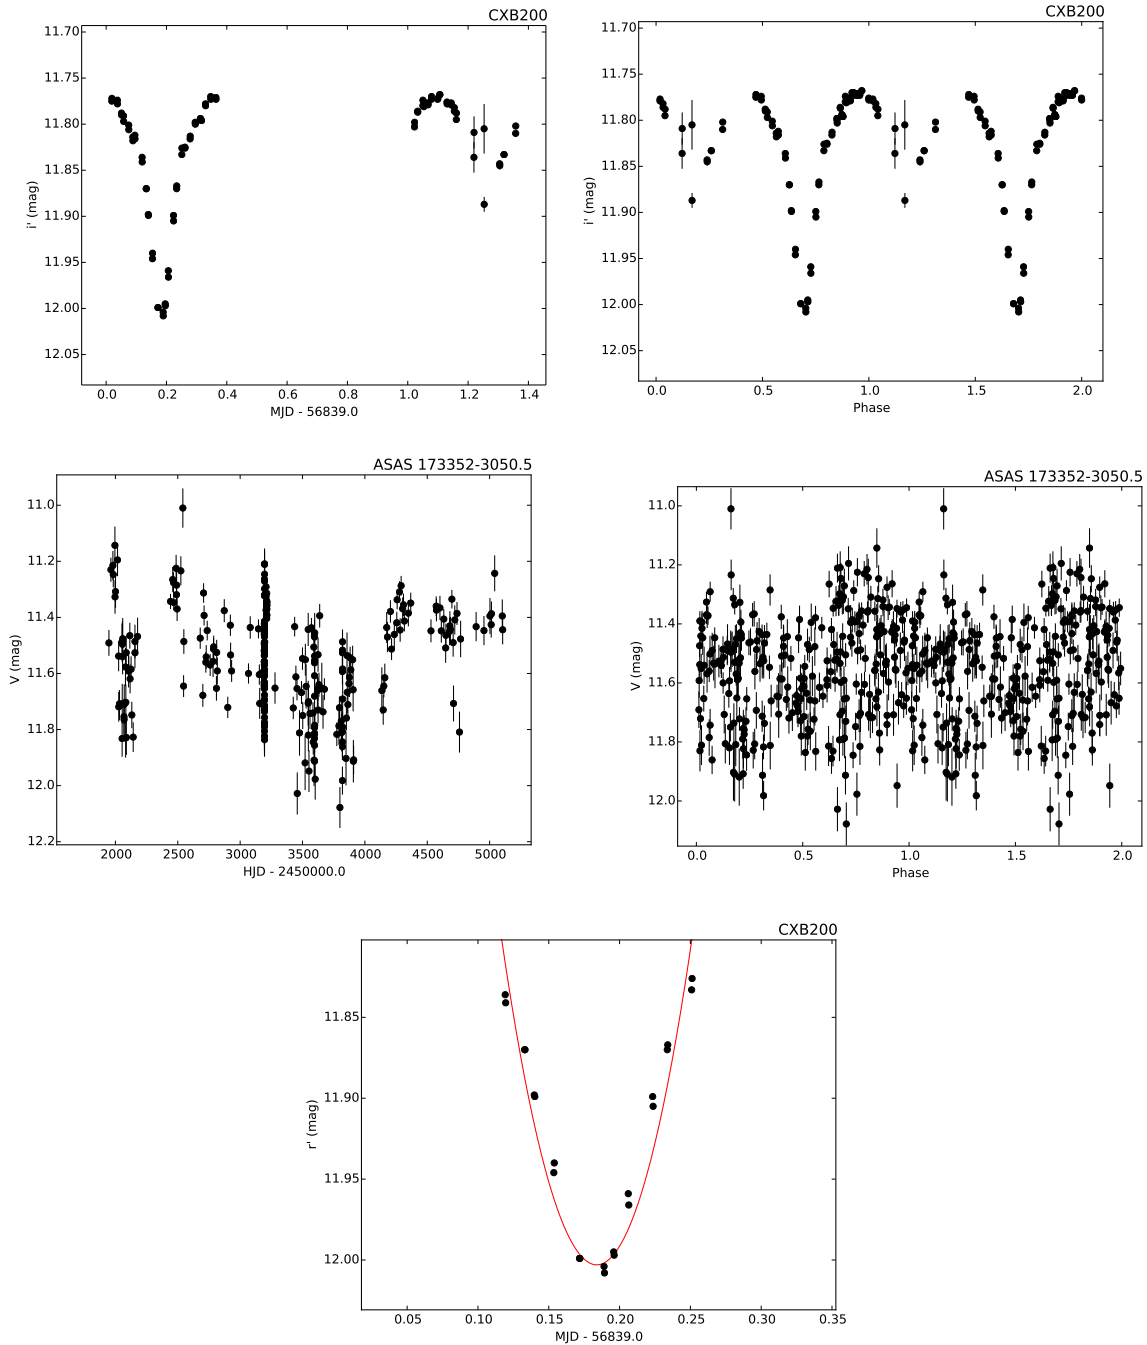 CXB200
11.70
11.75
11.80
11.85
11.90
11.95
12.00
12.05
i' (mag)
0.0 0.2 0.4 0.6 0.8 1.0 1.2 1.4
MJD - 56839.0
CXB200
11.70
11.75
11.80
11.85
11.90
11.95
12.00
12.05
i' (mag)
0.0 0.5 1.0 1.5 2.0
Phase
ASAS 173352-3050.5
11.0
11.2
11.4
11.6
11.8
12.0
12.2
V (mag)
2000 2500 3000 3500 4000 4500 5000
HJD - 2450000.0
ASAS 173352-3050.5
11.0
11.2
11.4
11.6
11.8
12.0
V (mag)
0.0 0.5 1.0 1.5 2.0
Phase
CXB200
11.85
11.90
11.95
12.00
r' (mag)
0.05 0.10 0.15 0.20 0.25 0.30 0.35
MJD - 56839.0